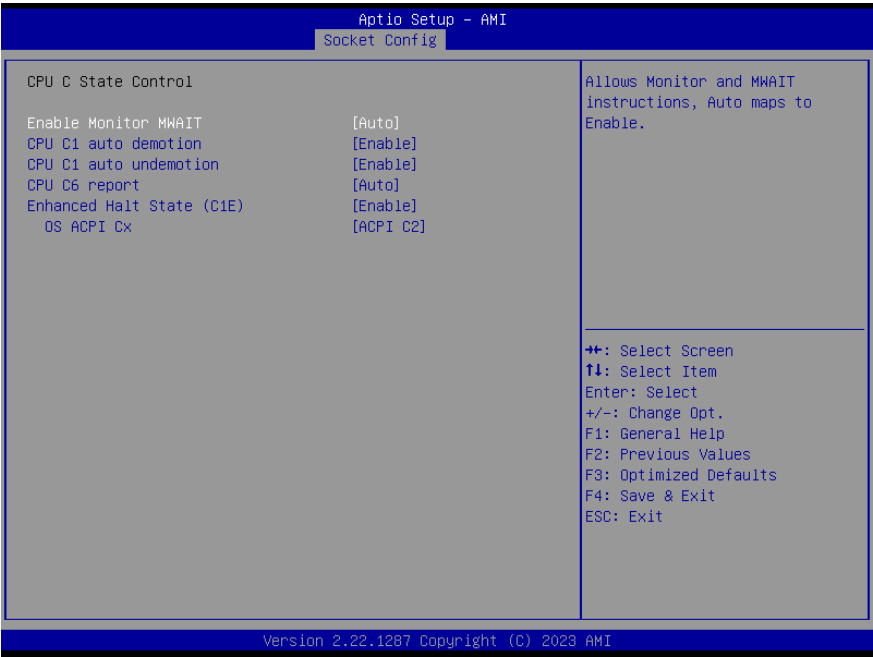 Aptio Setup - AMI
Socket Config
CPU C State Control
Enable Monitor MWAIT [Auto]
CPU C1 auto demotion [Enable]
CPU C1 auto undemotion [Enable]
CPU C6 report [Auto]
Enhanced Halt State (C1E) [Enable]
OS ACPI Cx [ACPI C2]
Allows Monitor and MWAIT
instructions, Auto maps to
Enable.
→←: Select Screen
↑↓: Select Item
Enter: Select
+/-: Change Opt.
F1: General Help
F2: Previous Values
F3: Optimized Defaults
F4: Save & Exit
ESC: Exit
Version 2.22.1287 Copyright (C) 2023 AMI